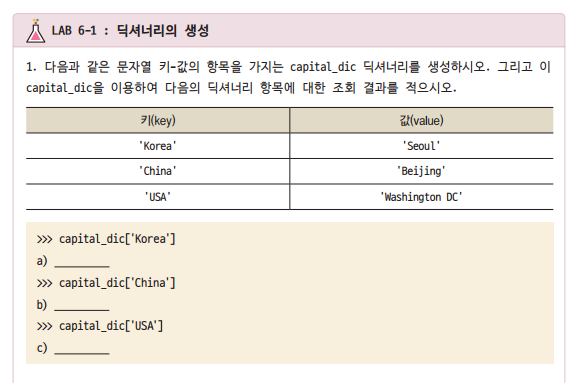 LAB 6-1 : 딕셔너리의 생성
1. 다음과 같은 문자열 키-값의 항목을 가지는 capital_dic 딕셔너리를 생성하시오. 그리고 이
capital_dic을 이용하여 다음의 딕셔너리 항목에 대한 조회 결과를 적으시오.
키(key) 값(value)
'Korea' 'Seoul'
'China' 'Beijing'
'USA' 'Washington DC'
>>> capital_dic['Korea']
a) ________
>>> capital_dic['China']
b) ________
>>> capital_dic['USA']
c) ________